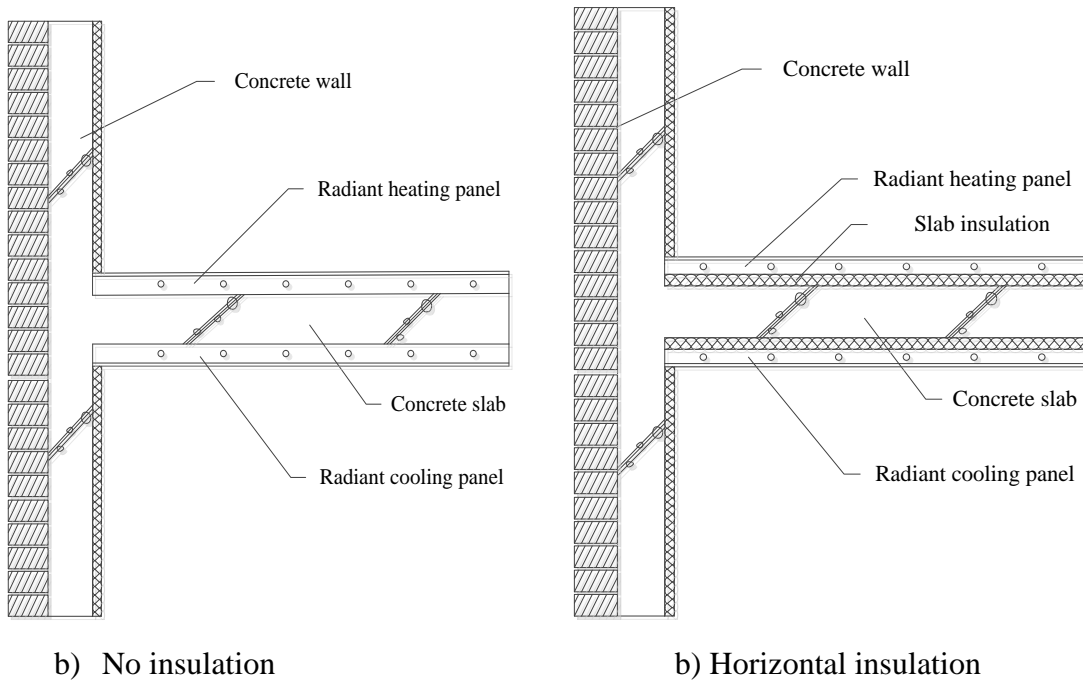 Concrete wall
Radiant heating panel
Concrete slab
Radiant cooling panel
b) No insulation
Concrete wall
Radiant heating panel
Slab insulation
Concrete slab
Radiant cooling panel
b) Horizontal insulation